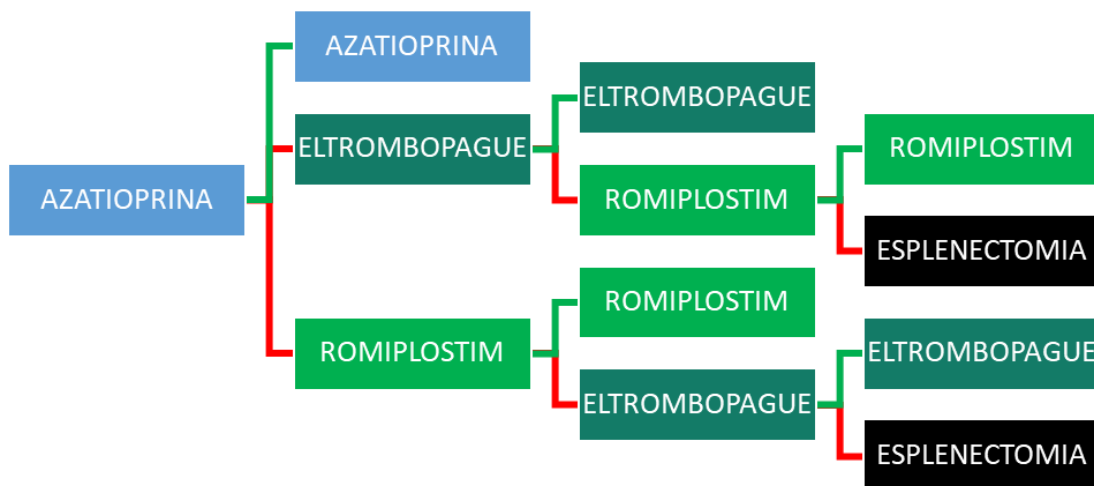 AZATIOPRINA
AZATIOPRINA
ELTROMBOPAGUE
ROMIPLOSTIM
ELTROMBOPAGUE
ROMIPLOSTIM
ROMIPLOSTIM
ELTROMBOPAGUE
ROMIPLOSTIM
ESPLENECTOMIA
ELTROMBOPAGUE
ESPLENECTOMIA